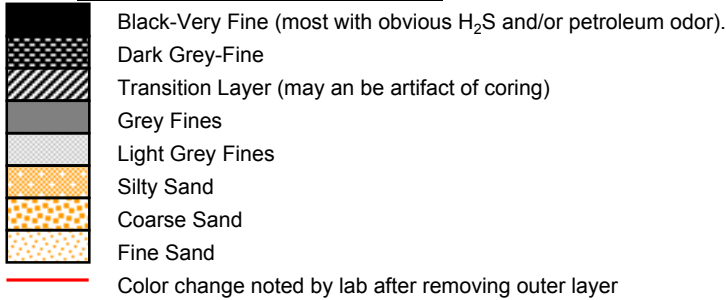 Black-Very Fine (most with obvious H₂S and/or petroleum odor).
Dark Grey-Fine
Transition Layer (may an be artifact of coring)
Grey Fines
Light Grey Fines
Silty Sand
Coarse Sand
Fine Sand
Color change noted by lab after removing outer layer